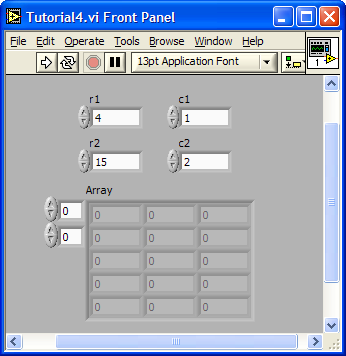 Tutorial4.vi Front Panel
File Edit Operate Tools Browse Window Help
13pt Application Font
1
r1 c1
4 1
r2 c2
15 2
Array
0 0 0 0
0 0 0 0
0 0 0
0 0 0
0 0 0